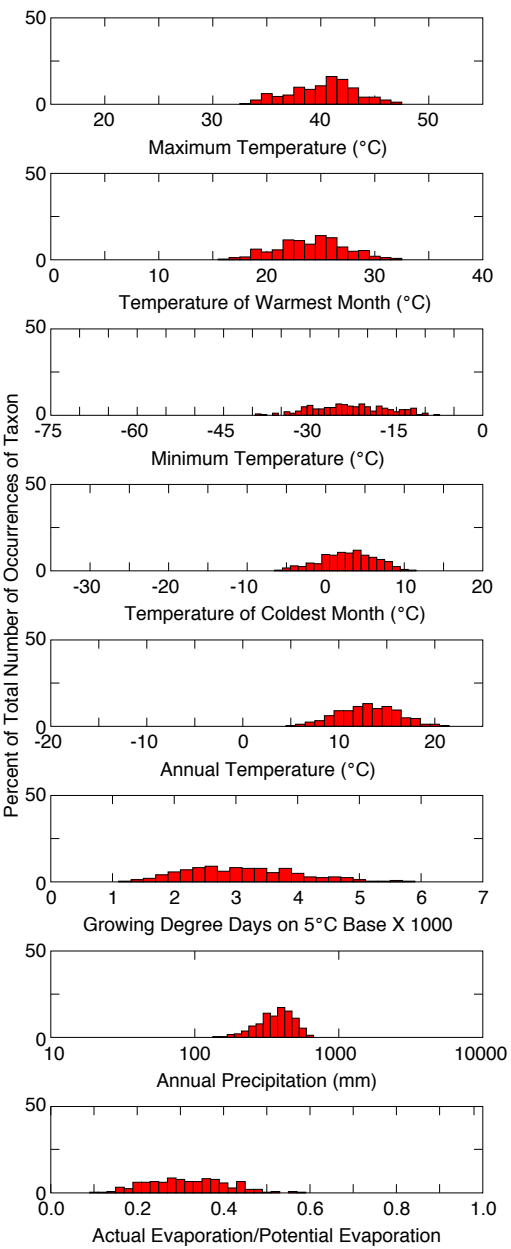 Percent of Total Number of Occurrences of Taxon
50
0
20 30 40 50
Maximum Temperature (°C)
50
0
0 10 20 30 40
Temperature of Warmest Month (°C)
50
0
-75 -60 -45 -30 -15 0
Minimum Temperature (°C)
50
0
-30 -20 -10 0 10 20
Temperature of Coldest Month (°C)
50
0
-20 -10 0 10 20
Annual Temperature (°C)
50
0
0 1 2 3 4 5 6 7
Growing Degree Days on 5°C Base X 1000
50
0
10 100 1000 10000
Annual Precipitation (mm)
50
0
0.0 0.2 0.4 0.6 0.8 1.0
Actual Evaporation/Potential Evaporation